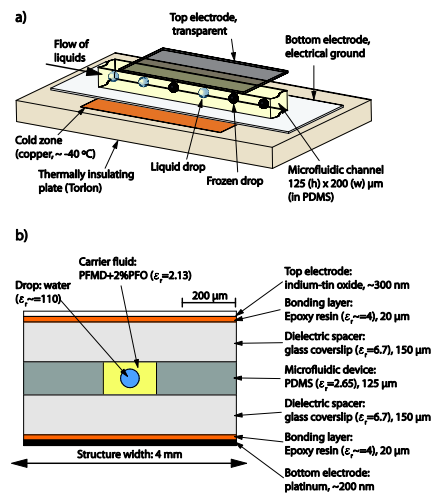 a)
Top electrode,
transparent
Bottom electrode,
electrical ground
Flow of
liquids
Cold zone
(copper, ~ -40 ºC)
Liquid drop
Frozen drop
Thermally insulating
plate (Torlon)
Microfluidic channel
125 (h) x 200 (w) µm
(in PDMS)
b)
Carrier fluid:
PFMD+2%PFO (εr=2.13)
Drop: water
(εr~=110)
200 µm
Top electrode:
indium-tin oxide, ~300 nm
Bonding layer:
Epoxy resin (εr~=4), 20 µm
Dielectric spacer:
glass coverslip (εr=6.7), 150 µm
Microfluidic device:
PDMS (εr=2.65), 125 µm
Dielectric spacer:
glass coverslip (εr=6.7), 150 µm
Bonding layer:
Epoxy resin (εr~=4), 20 µm
Structure width: 4 mm
Bottom electrode:
platinum, ~200 nm